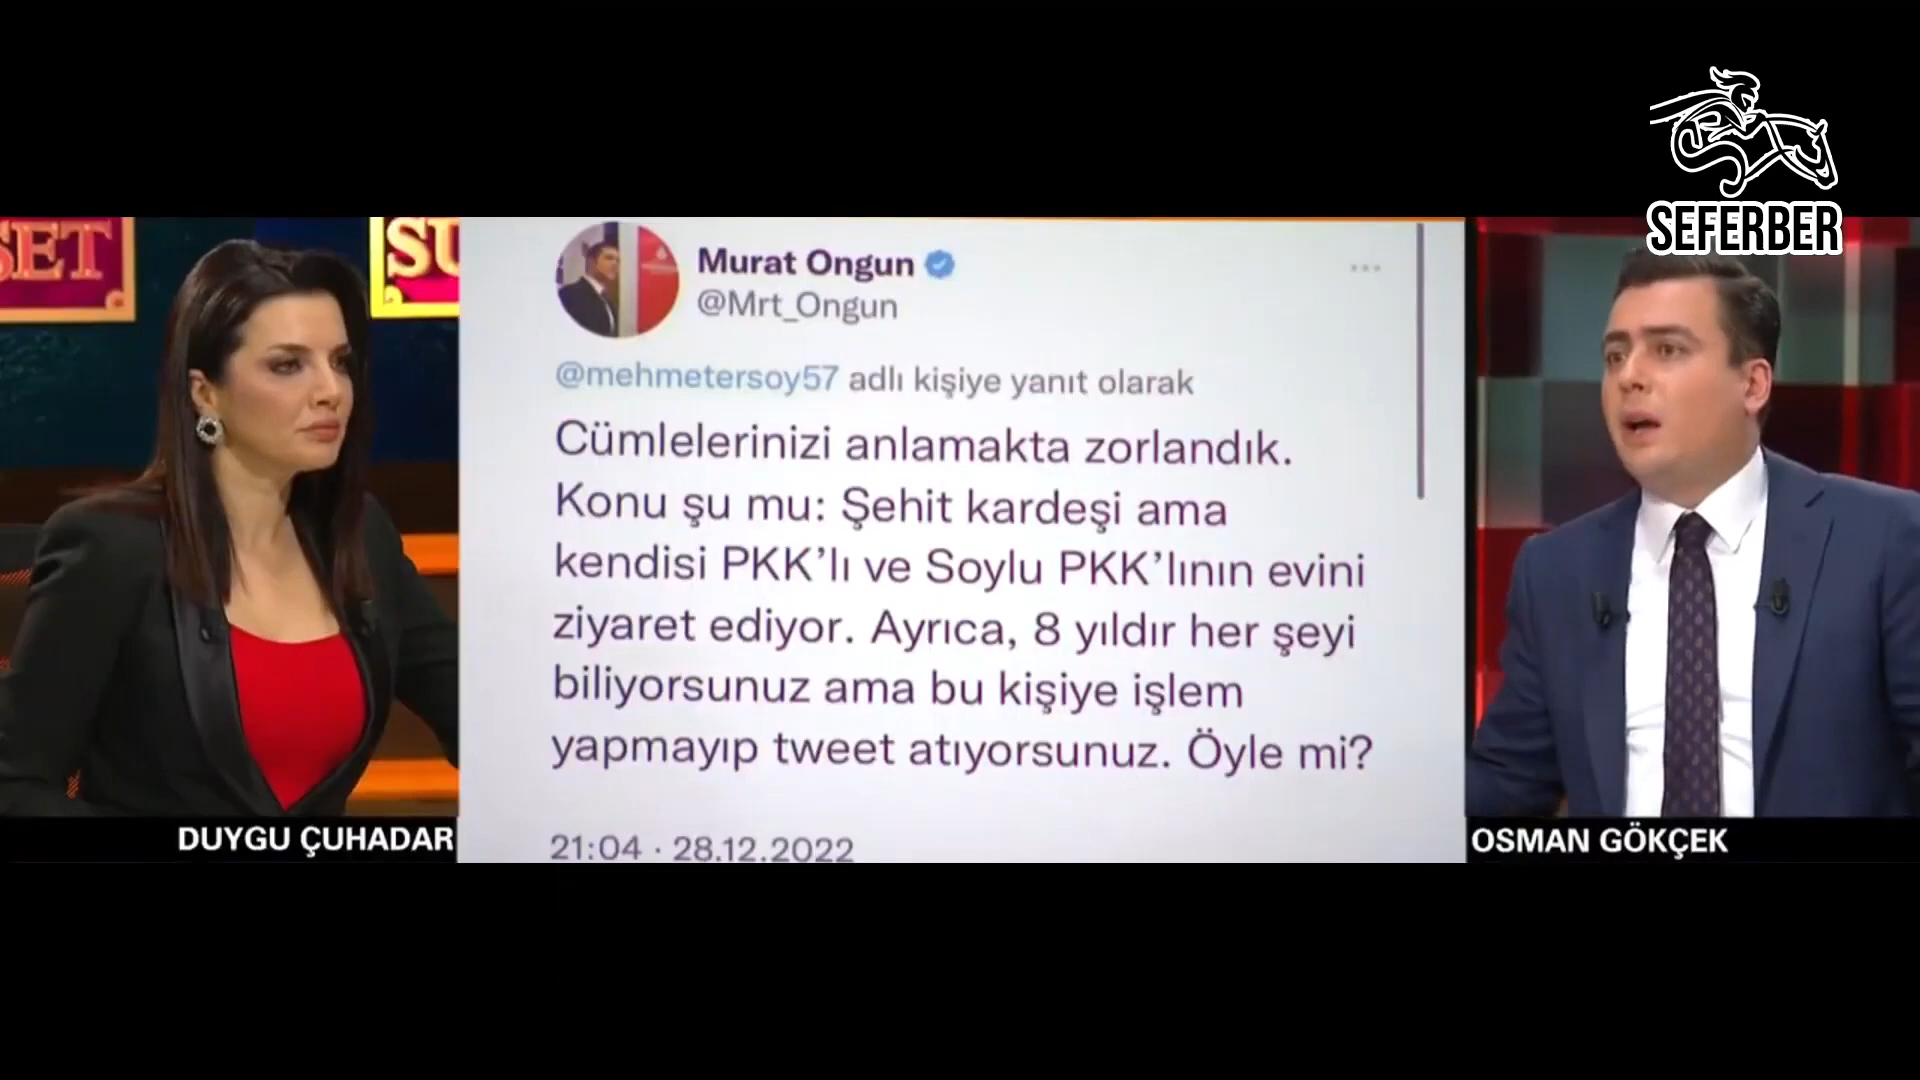 SEFERBER
SET
SU
Murat Ongun
@Mrt_Ongun
@mehmetersoy57 adlı kişiye yanıt olarak
Cümlelerinizi anlamakta zorlandık.
Konu şu mu: Şehit kardeşi ama
kendisi PKK’lı ve Soylu PKK’lının evini
ziyaret ediyor. Ayrıca, 8 yıldır her şeyi
biliyorsunuz ama bu kişiye işlem
yapmayıp tweet atıyorsunuz. Öyle mi?
21:04 · 28.12.2022
DUYGU ÇUHADAR
OSMAN GÖKÇEK